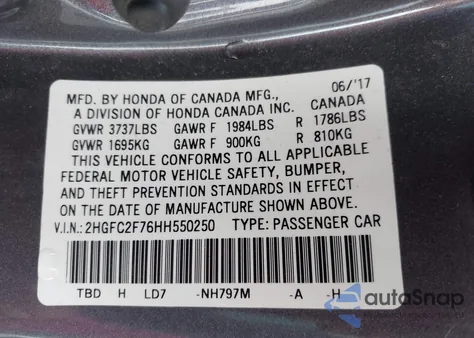 MFD. BY HONDA OF CANADA MFG., 06/'17
A DIVISION OF HONDA CANADA INC. CANADA
GVWR 3737LBS GAWR F 1984LBS R 1786LBS
GVWR 1695KG GAWR F 900KG R 810KG
THIS VEHICLE CONFORMS TO ALL APPLICABLE
FEDERAL MOTOR VEHICLE SAFETY, BUMPER,
AND THEFT PREVENTION STANDARDS IN EFFECT
ON THE DATE OF MANUFACTURE SHOWN ABOVE.
V.I.N.: 2HGFC2F76HH550250 TYPE: PASSENGER CAR
TBD H LD7 -NH797M -A -H
autoSnap